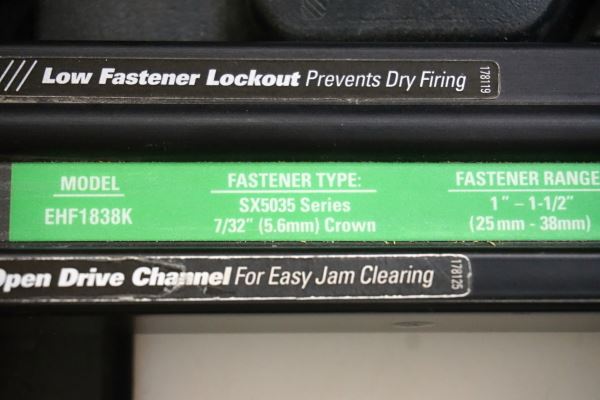 /// Low Fastener Lockout Prevents Dry Firing 178119
MODEL
EHF1838K
FASTENER TYPE:
SX5035 Series
7/32" (5.6mm) Crown
FASTENER RANGE
1" – 1-1/2"
(25mm - 38mm)
Open Drive Channel For Easy Jam Clearing 178125